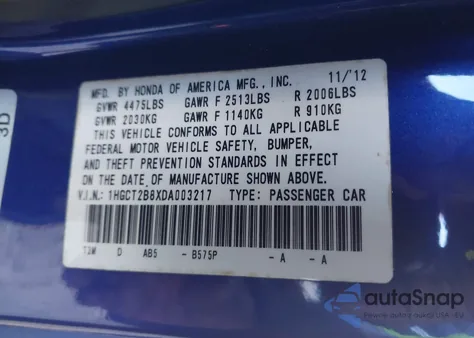 MFD. BY HONDA OF AMERICA MFG., INC. 11/'12
GVWR 4475LBS GAWR F 2513LBS R 2006LBS
GVWR 2030KG GAWR F 1140KG R 910KG
THIS VEHICLE CONFORMS TO ALL APPLICABLE
FEDERAL MOTOR VEHICLE SAFETY, BUMPER,
AND THEFT PREVENTION STANDARDS IN EFFECT
ON THE DATE OF MANUFACTURE SHOWN ABOVE.
V.I.N.: 1HGCT2B8XDA003217 TYPE: PASSENGER CAR
T2M D AB5 - B575P - A - A
3D
autoSnap